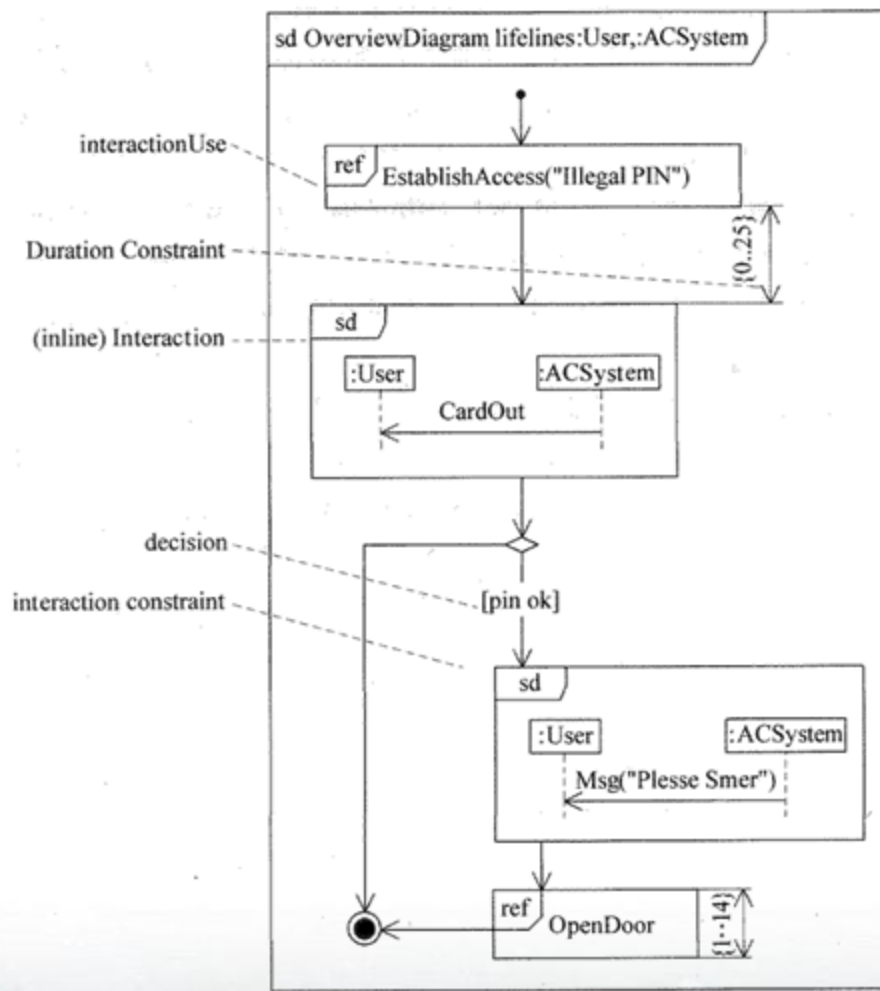 sd OverviewDiagram lifelines:User,:ACSystem
interactionUse
ref
EstablishAccess("Illegal PIN")
Duration Constraint
{0..25}
(inline) Interaction
sd
:User
:ACSystem
CardOut
decision
interaction constraint
[pin ok]
sd
:User
:ACSystem
Msg("Plesse Smer")
ref
OpenDoor
{1··14}